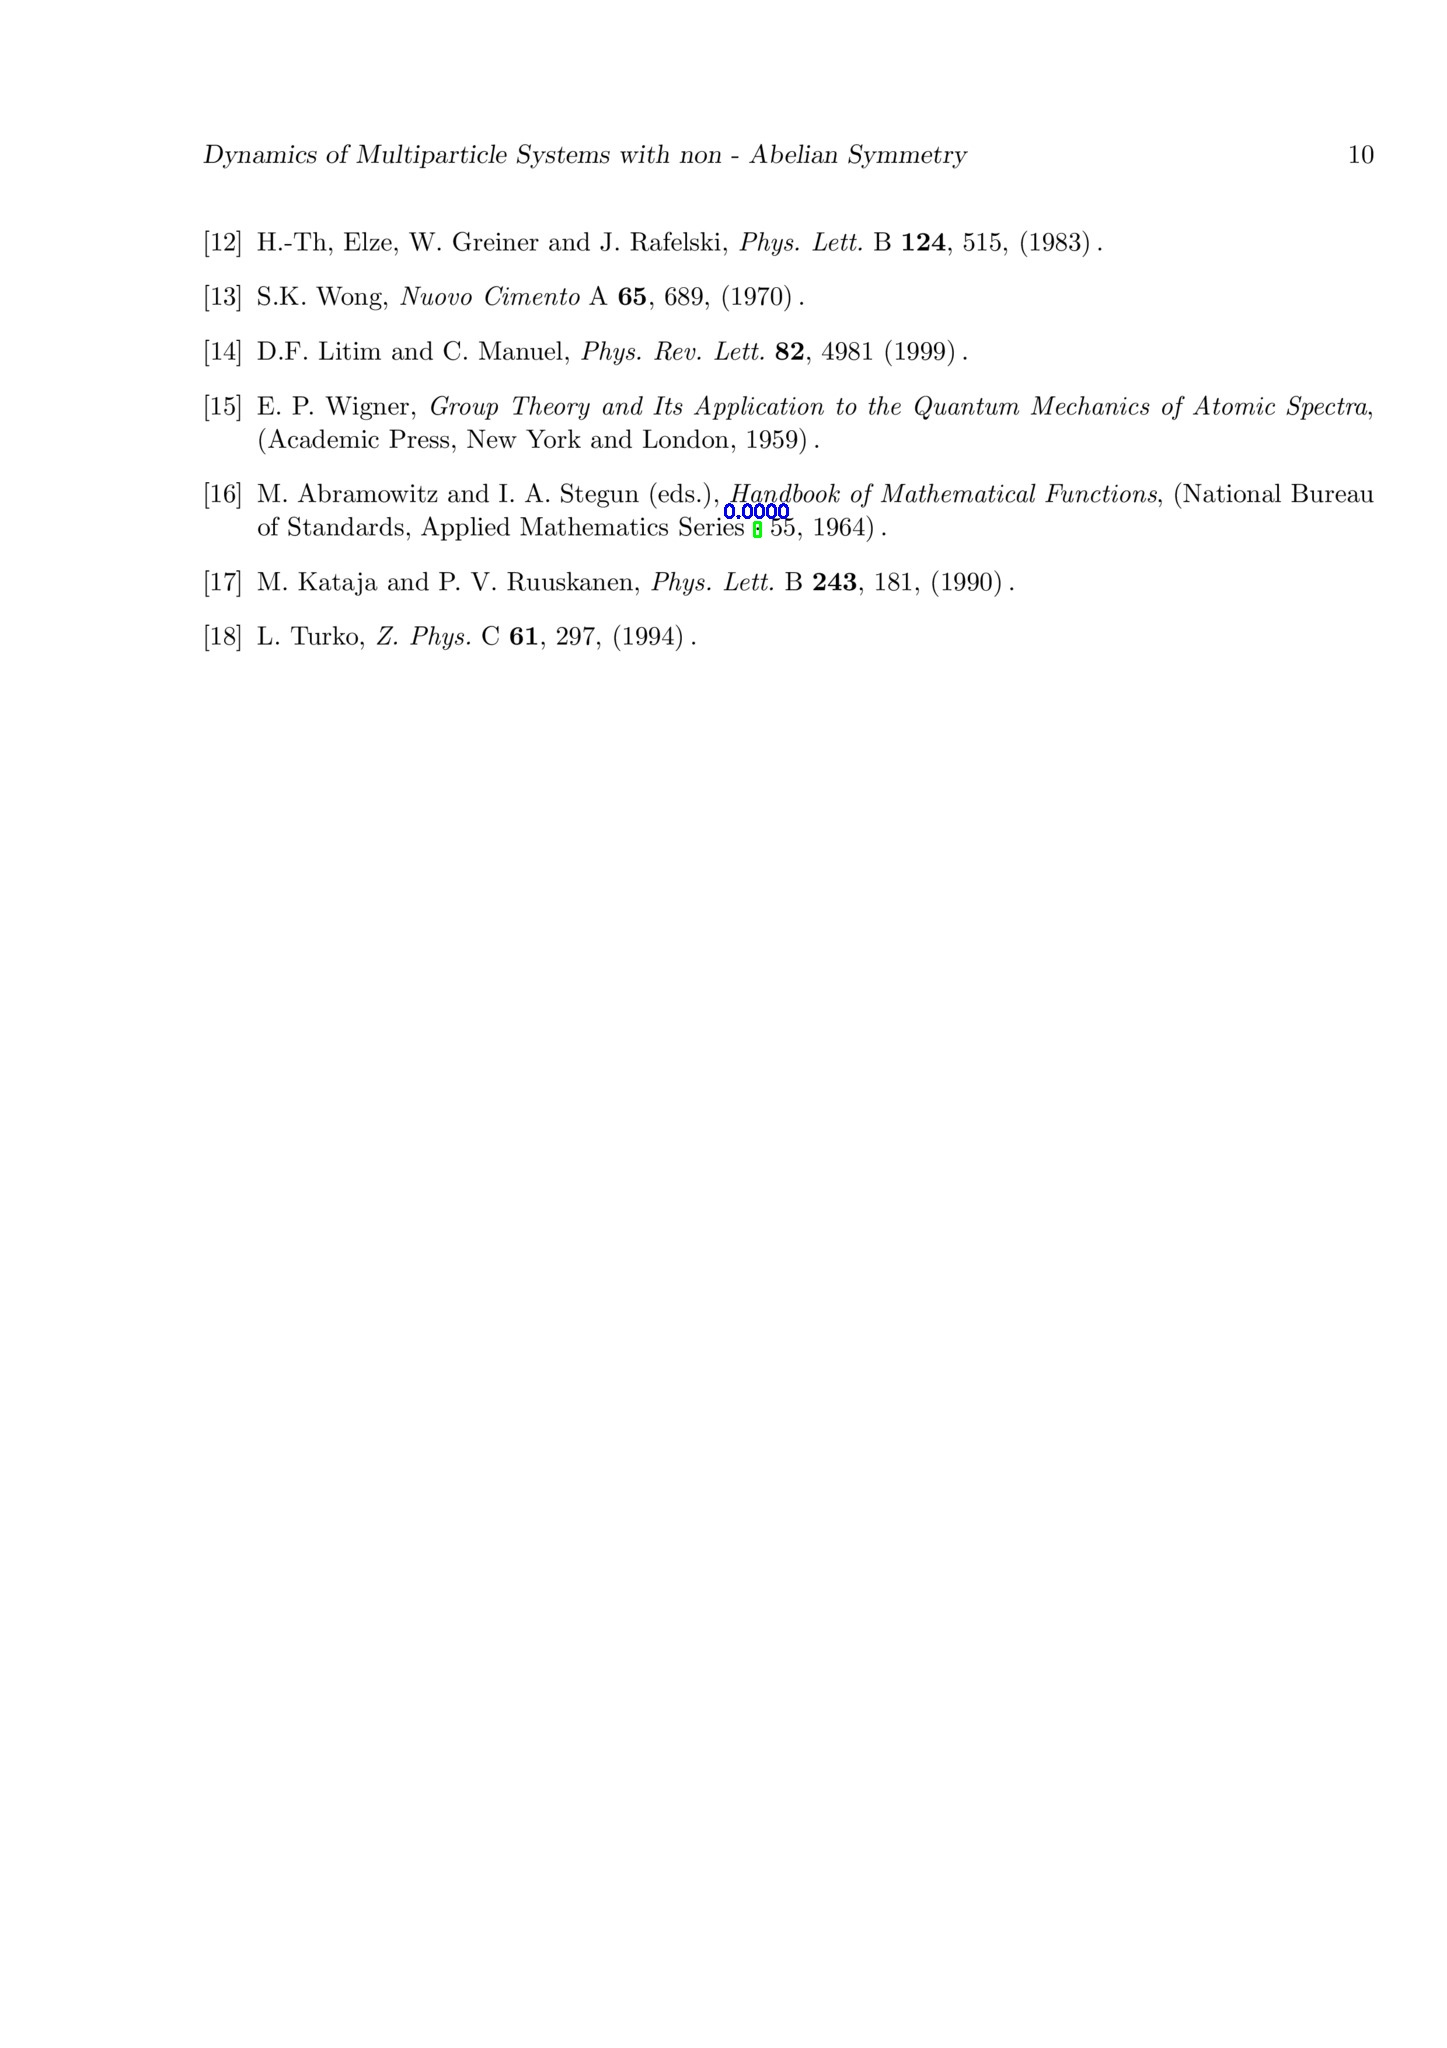 Dynamics of Multiparticle Systems with non - Abelian Symmetry 10
[12] H.-Th, Elze, W. Greiner and J. Rafelski, Phys. Lett. B 124, 515, (1983) .
[13] S.K. Wong, Nuovo Cimento A 65, 689, (1970) .
[14] D.F. Litim and C. Manuel, Phys. Rev. Lett. 82, 4981 (1999) .
[15] E. P. Wigner, Group Theory and Its Application to the Quantum Mechanics of Atomic Spectra,
(Academic Press, New York and London, 1959) .
[16] M. Abramowitz and I. A. Stegun (eds.), Handbook of Mathematical Functions, (National Bureau
0.0000
of Standards, Applied Mathematics Series · 55, 1964) .
[17] M. Kataja and P. V. Ruuskanen, Phys. Lett. B 243, 181, (1990) .
[18] L. Turko, Z. Phys. C 61, 297, (1994) .